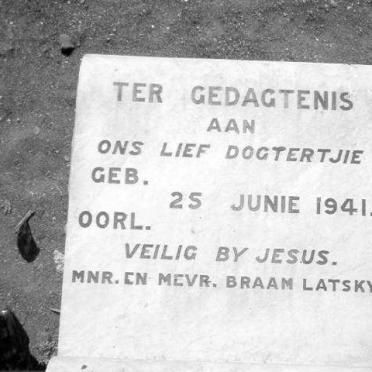 TER GEDAGTENIS
AAN
ONS LIEF DOGTERTJIE
GEB.
25 JUNIE 1941.
OORL.
VEILIG BY JESUS.
MNR. EN MEVR. BRAAM LATSKY